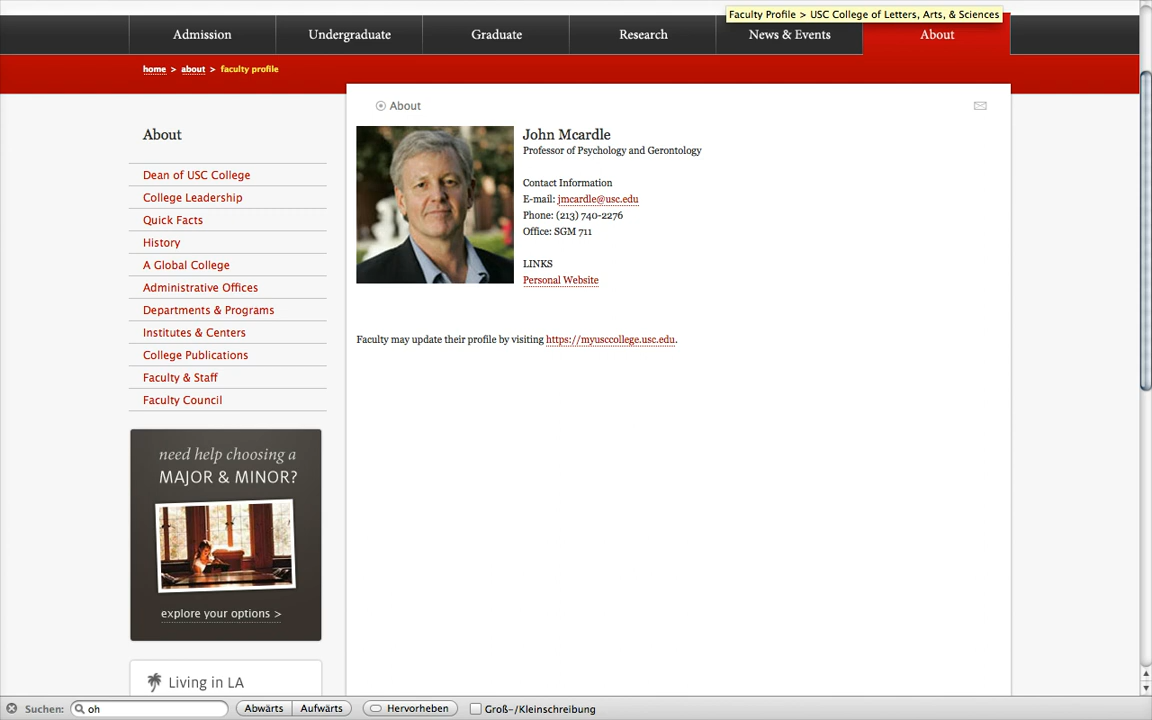 Faculty Profile > USC College of Letters, Arts, & Sciences
Admission
Undergraduate
Graduate
Research
News & Events
About
home > about > faculty profile
About
Dean of USC College
College Leadership
Quick Facts
History
A Global College
Administrative Offices
Departments & Programs
Institutes & Centers
College Publications
Faculty & Staff
Faculty Council
need help choosing a
MAJOR & MINOR?
explore your options >
Living in LA
About
John Mcardle
Professor of Psychology and Gerontology
Contact Information
E-mail: jmcardle@usc.edu
Phone: (213) 740-2276
Office: SGM 711
LINKS
Personal Website
Faculty may update their profile by visiting https://myusccollege.usc.edu.
Suchen: oh Abwärts Aufwärts Hervorheben Groß-/Kleinschreibung